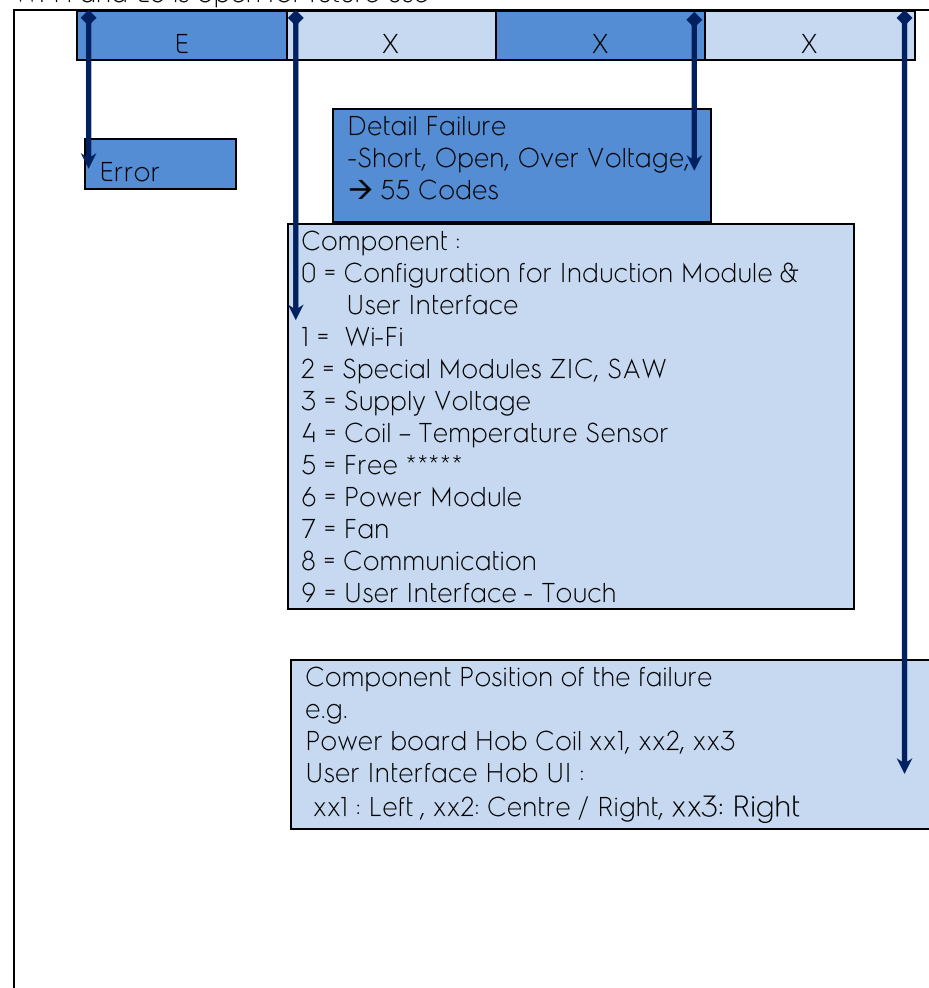 E X X X
Error
Detail Failure
-Short, Open, Over Voltage,
→ 55 Codes
Component :
0 = Configuration for Induction Module &
User Interface
1 = Wi-Fi
2 = Special Modules ZIC, SAW
3 = Supply Voltage
4 = Coil – Temperature Sensor
5 = Free *****
6 = Power Module
7 = Fan
8 = Communication
9 = User Interface - Touch
Component Position of the failure
e.g.
Power board Hob Coil xx1, xx2, xx3
User Interface Hob UI :
xx1 : Left , xx2: Centre / Right, xx3: Right